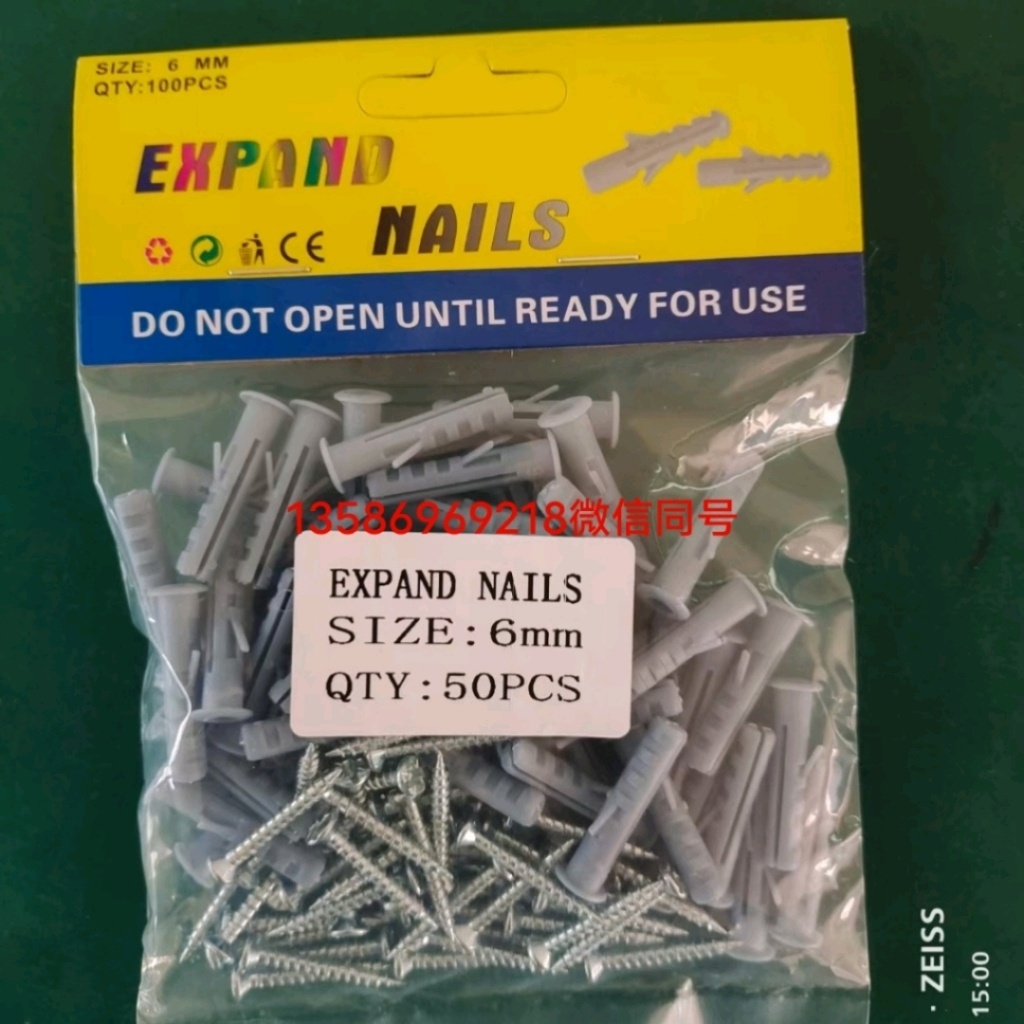 SIZE: 6 MM
QTY:100PCS
EXPAND
NAILS
CE
DO NOT OPEN UNTIL READY FOR USE
13586969218微信同号
EXPAND NAILS
SIZE:6mm
QTY:50PCS
· ZEISS
15:00